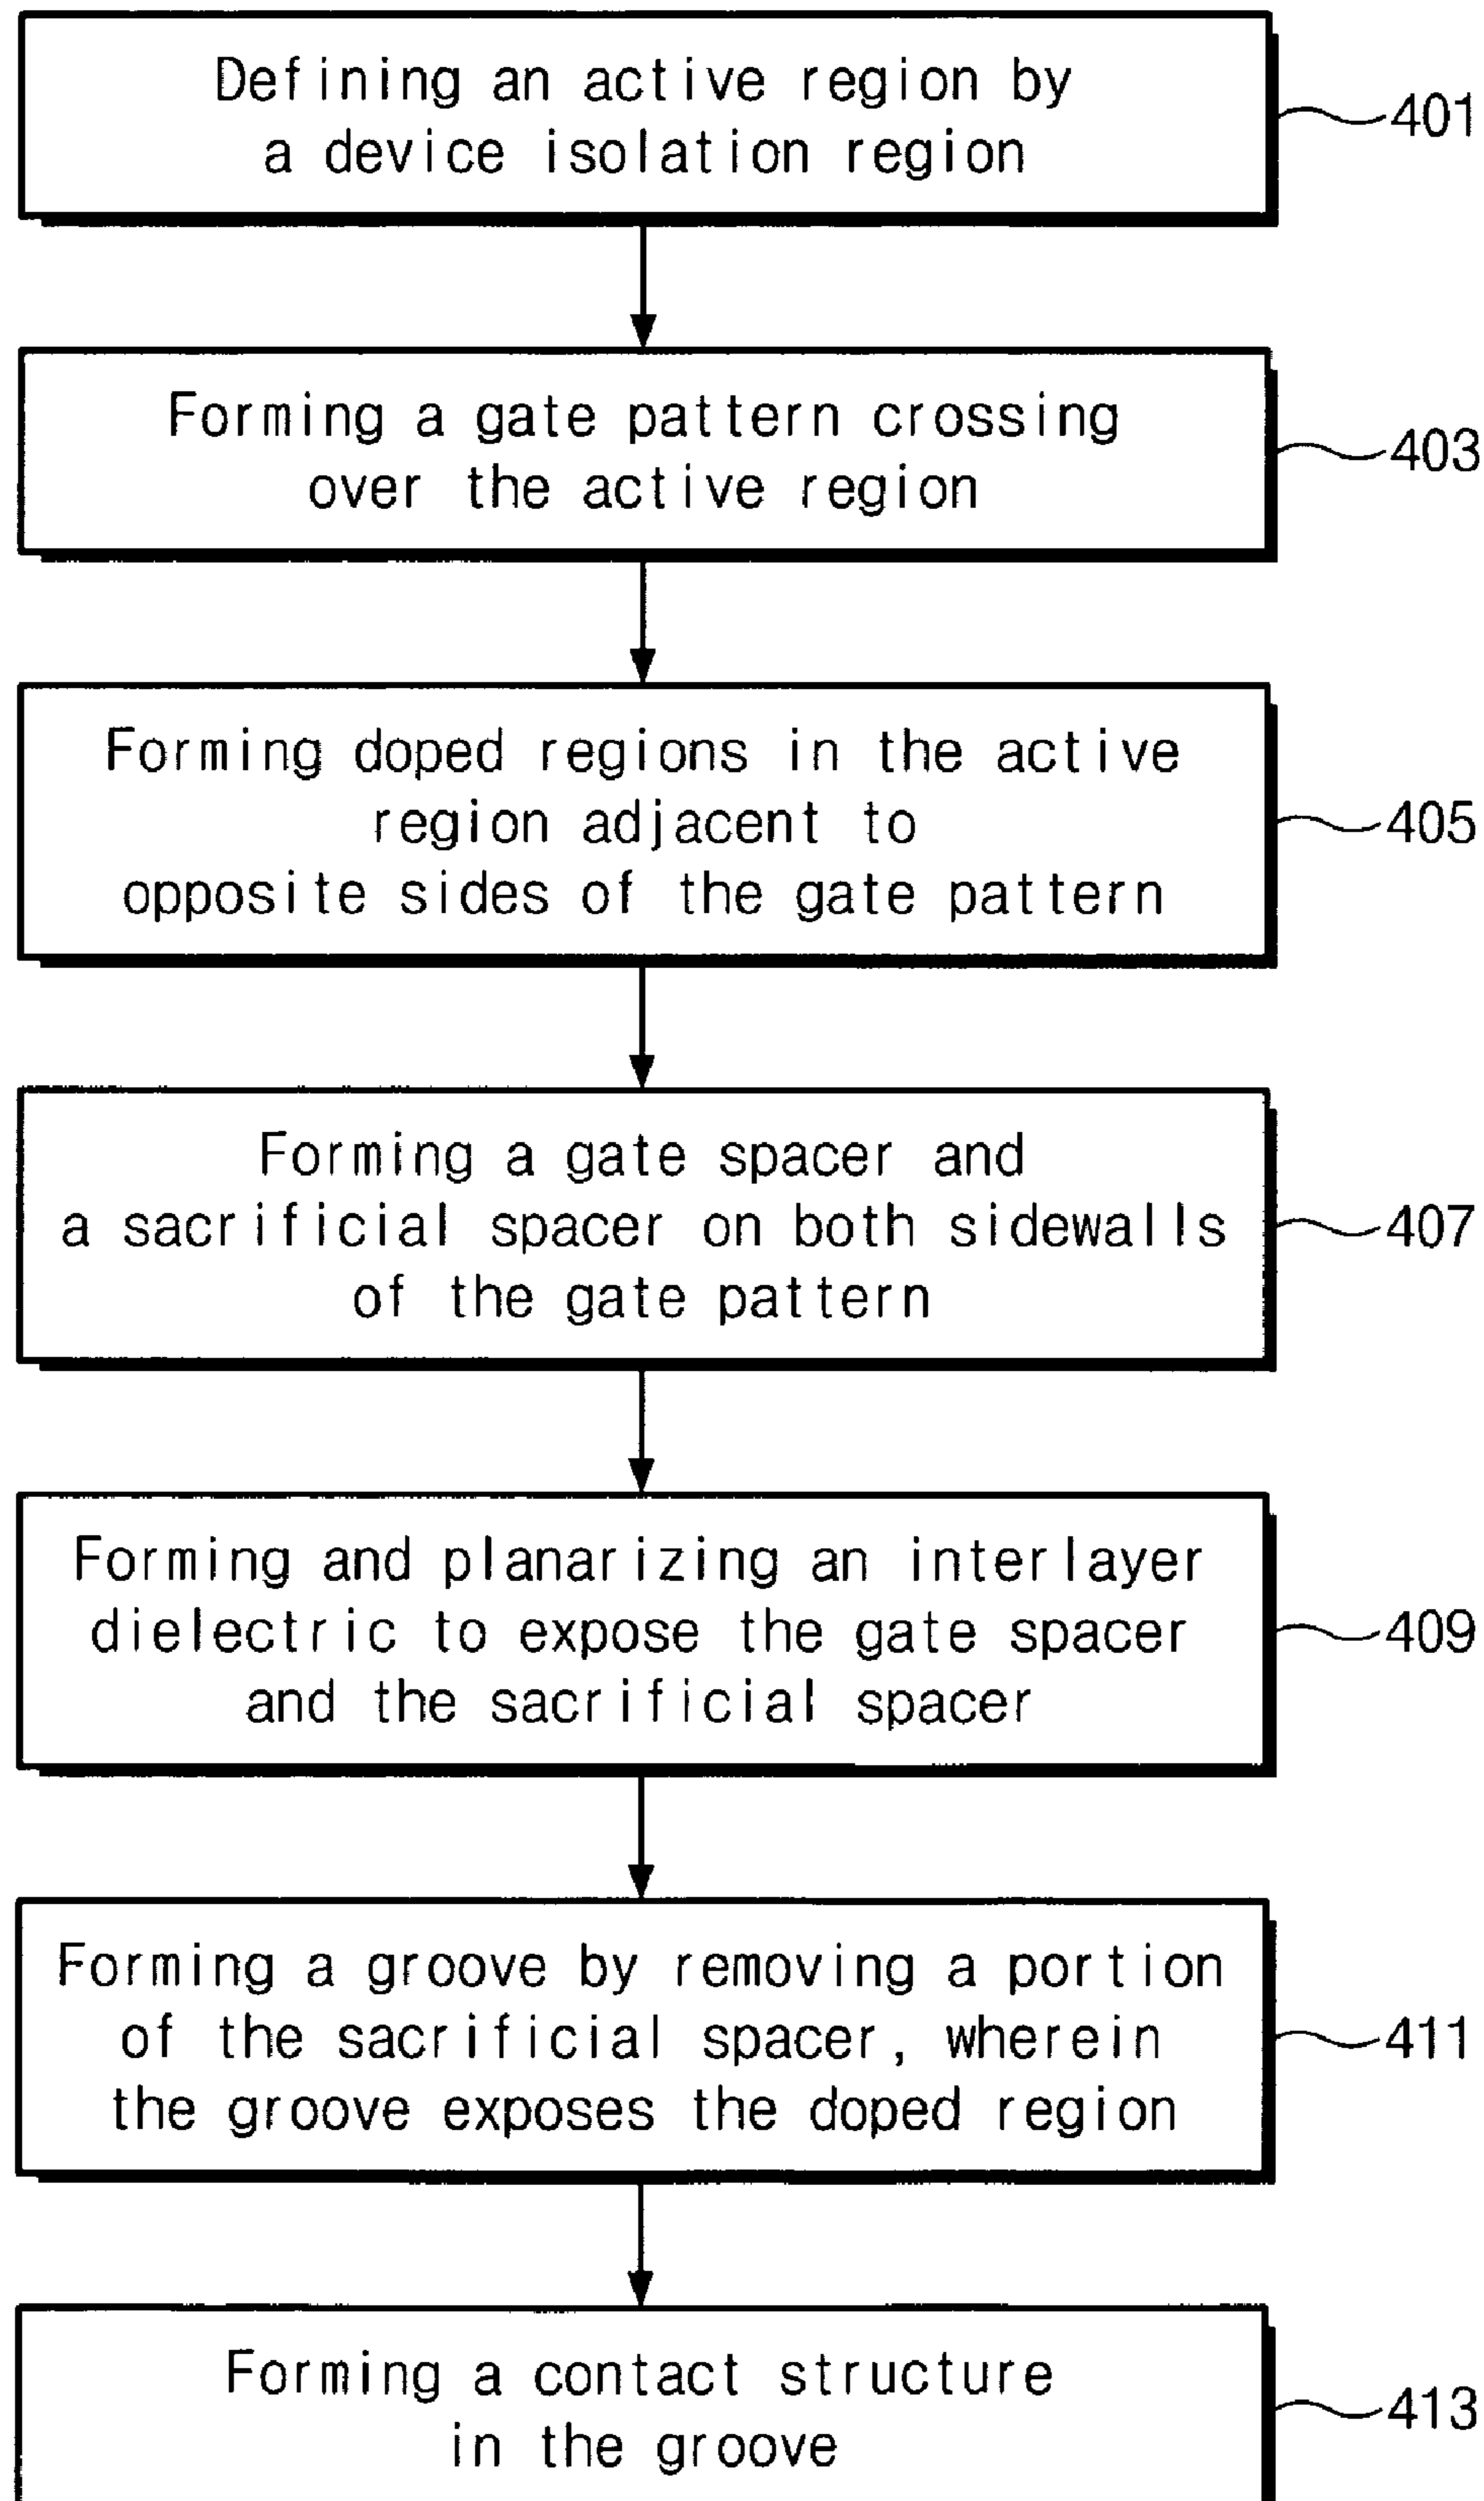 Defining an active region by
a device isolation region
401
Forming a gate pattern crossing
over the active region
403
Forming doped regions in the active
region adjacent to
opposite sides of the gate pattern
405
Forming a gate spacer and
a sacrificial spacer on both sidewalls
of the gate pattern
407
Forming and planarizing an interlayer
dielectric to expose the gate spacer
and the sacrificial spacer
409
Forming a groove by removing a portion
of the sacrificial spacer, wherein
the groove exposes the doped region
411
Forming a contact structure
in the groove
413